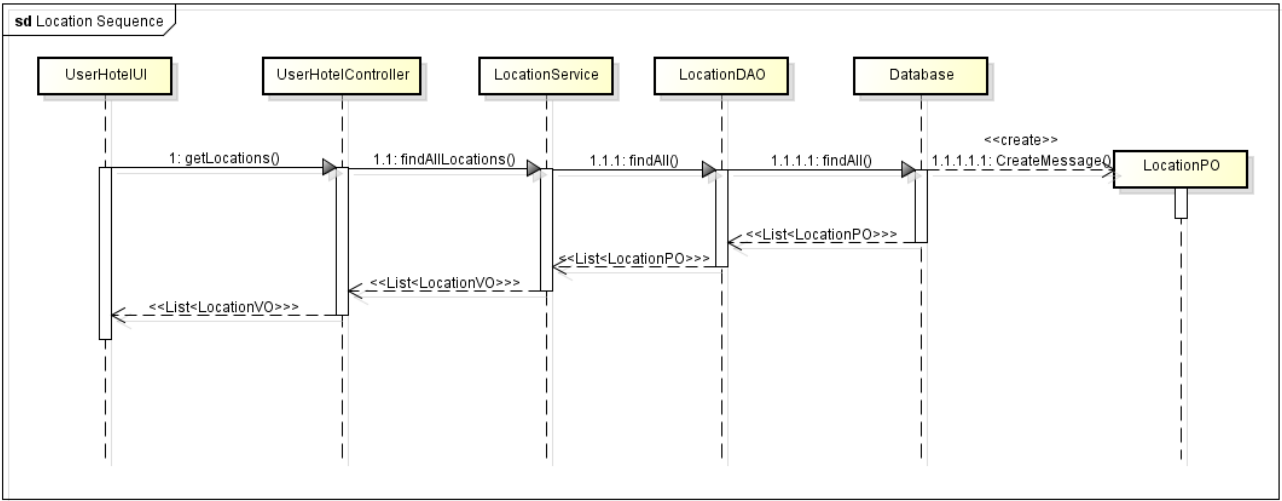 sd Location Sequence
UserHotelUI
UserHotelController
LocationService
LocationDAO
Database
<<create>>
1: getLocations()
1.1: findAllLocations()
1.1.1: findAll()
1.1.1.1: findAll()
1.1.1.1.1: CreateMessage()
LocationPO
<<List<LocationPO>>>
<<List<LocationPO>>>
<<List<LocationVO>>>
<<List<LocationVO>>>